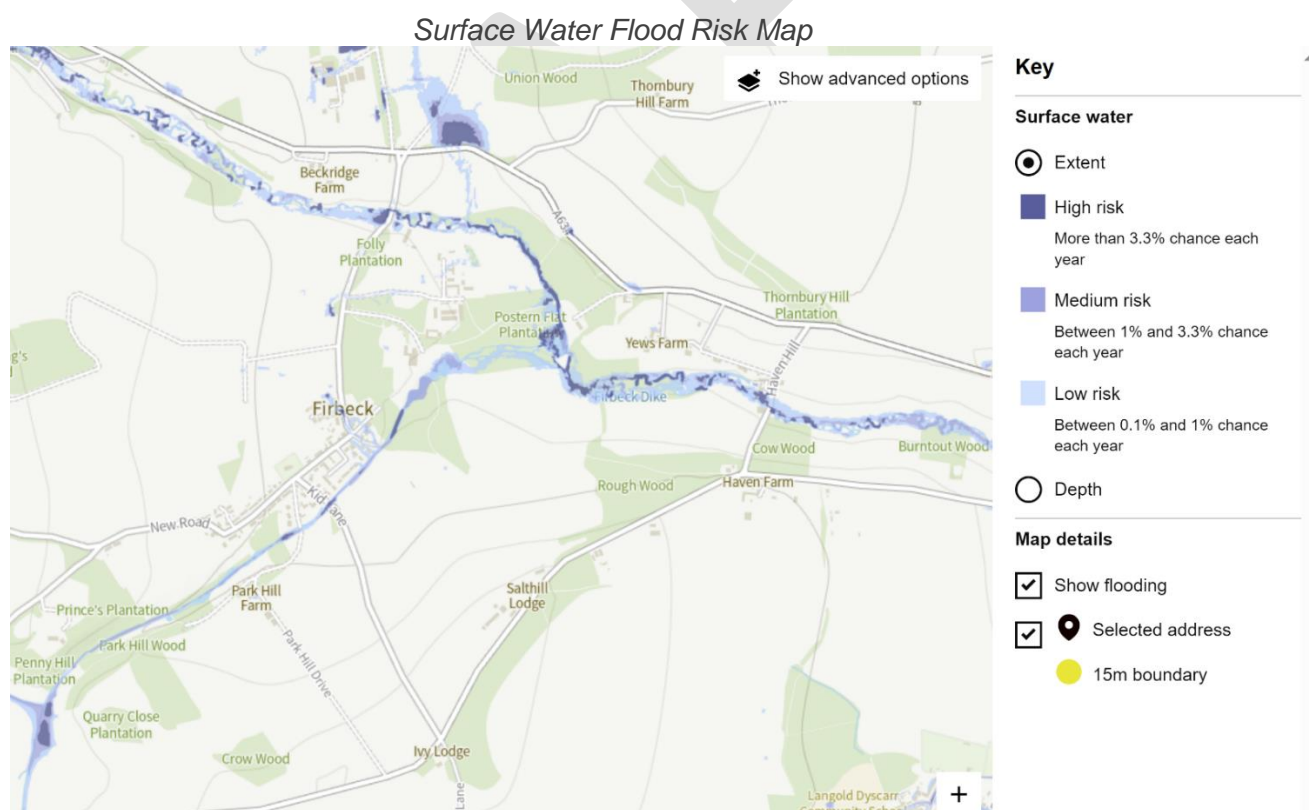 Surface Water Flood Risk Map
Show advanced options
Union Wood
Thornbury
Hill Farm
Beckridge
Farm
A634
Folly
Plantation
Thornbury Hill
Plantation
Postern Flat
Plantation
Yews Farm
Haven Hill
Firbeck Dike
Firbeck
Cow Wood
Burntout Wood
Rough Wood
Haven Farm
Kid Lane
New Road
Park Hill
Farm
Salthill
Lodge
Prince's Plantation
Park Hill Wood
Park Hill Drive
Penny Hill
Plantation
Quarry Close
Plantation
Crow Wood
Ivy Lodge
Lane
Langold Dyscarr
Community School
+
Key
Surface water
Extent
High risk
More than 3.3% chance each
year
Medium risk
Between 1% and 3.3% chance
each year
Low risk
Between 0.1% and 1% chance
each year
Depth
Map details
Show flooding
Selected address
15m boundary